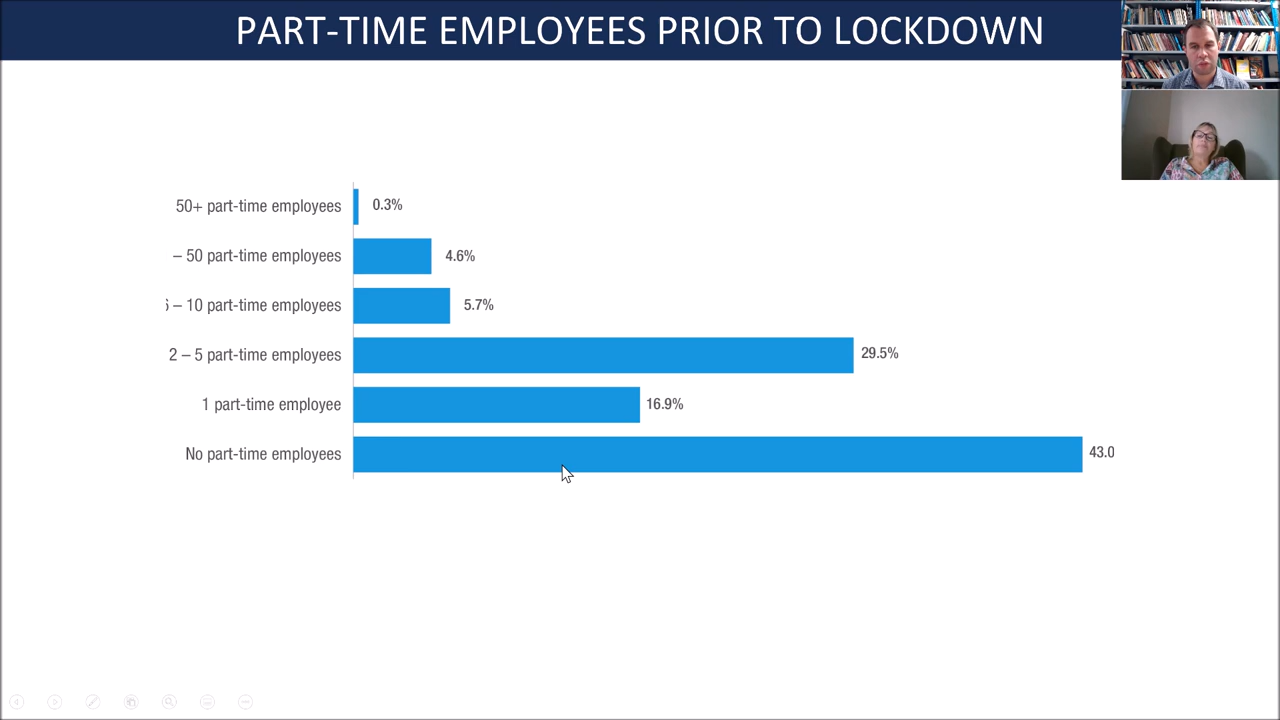 PART-TIME EMPLOYEES PRIOR TO LOCKDOWN
50+ part-time employees 0.3%
– 50 part-time employees 4.6%
– 10 part-time employees 5.7%
2 – 5 part-time employees 29.5%
1 part-time employee 16.9%
No part-time employees 43.0